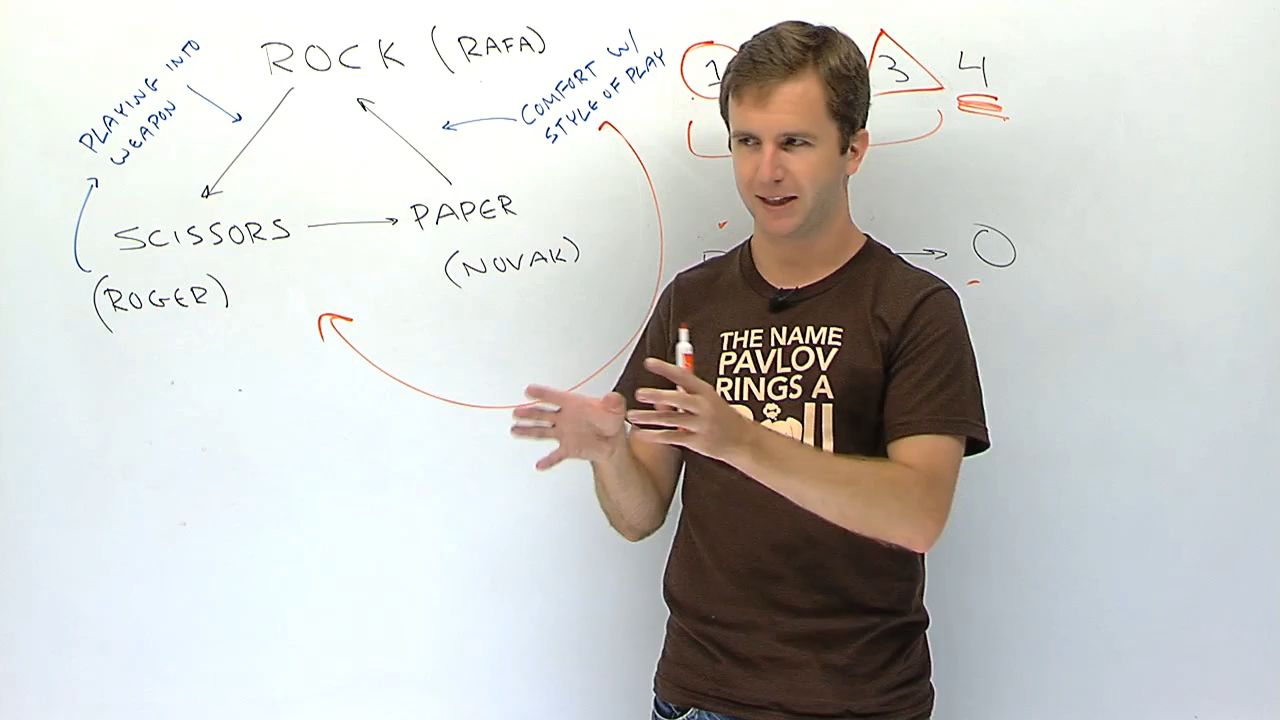 ROCK (RAFA)
PLAYING INTO
WEAPON
COMFORT W/
STYLE OF PLAY
1 3 4
SCISSORS
PAPER
(ROGER)
(NOVAK)
O
THE NAME
PAVLOV
RINGS A